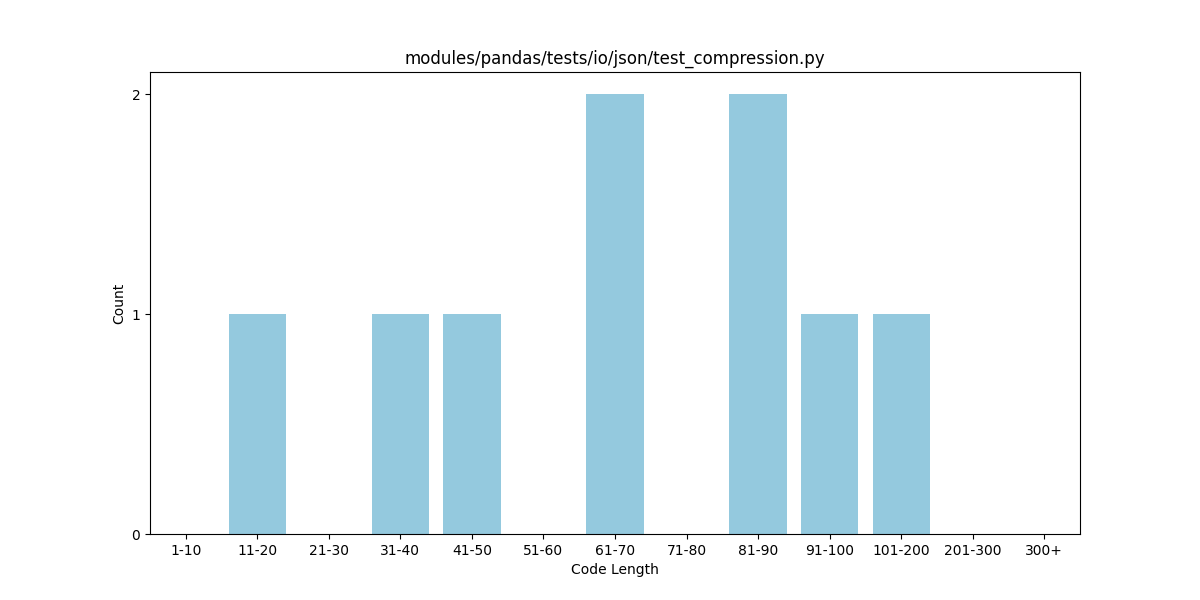 modules/pandas/tests/io/json/test_compression.py
Count
2
1
0
1-10 11-20 21-30 31-40 41-50 51-60 61-70 71-80 81-90 91-100 101-200 201-300 300+
Code Length